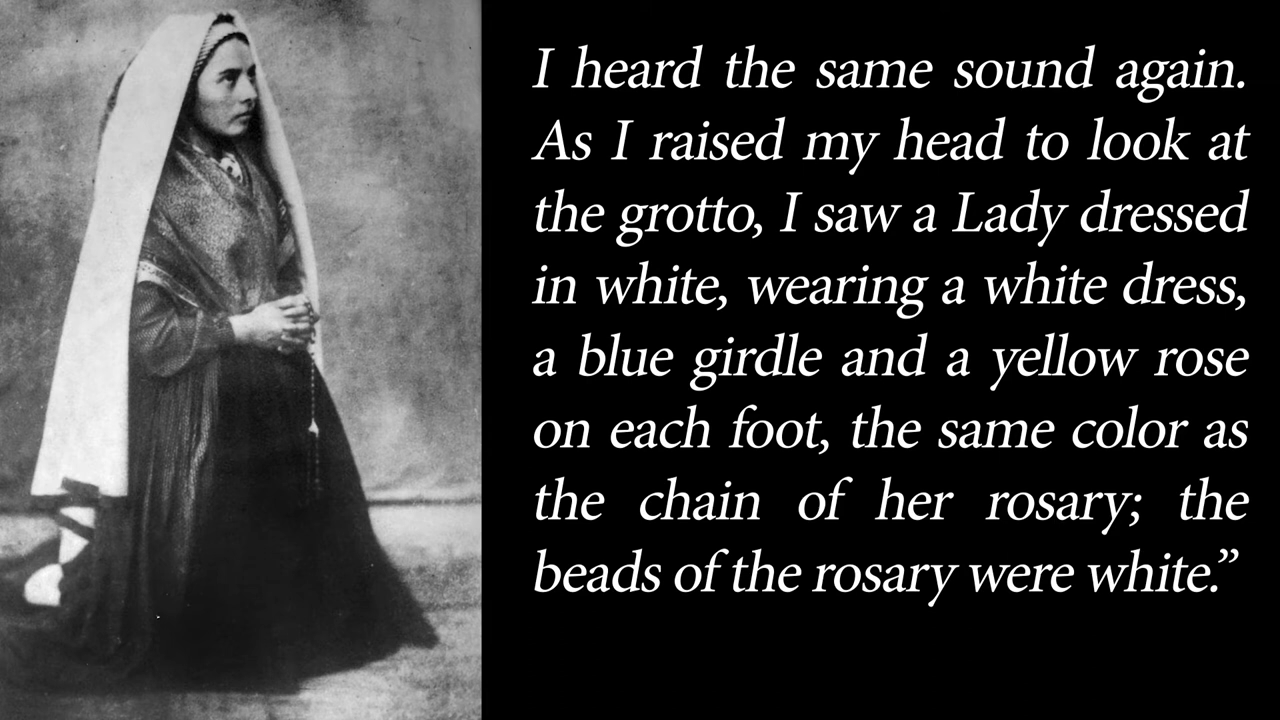 I heard the same sound again.
As I raised my head to look at
the grotto, I saw a Lady dressed
in white, wearing a white dress,
a blue girdle and a yellow rose
on each foot, the same color as
the chain of her rosary; the
beads of the rosary were white.”